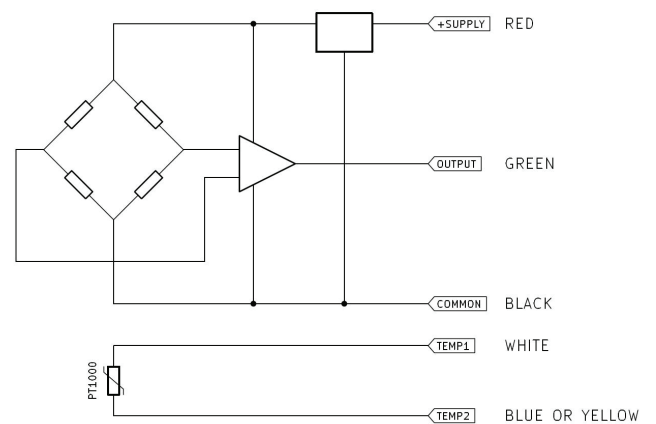 +SUPPLY RED
OUTPUT GREEN
COMMON BLACK
TEMP1 WHITE
PT1000
TEMP2 BLUE OR YELLOW